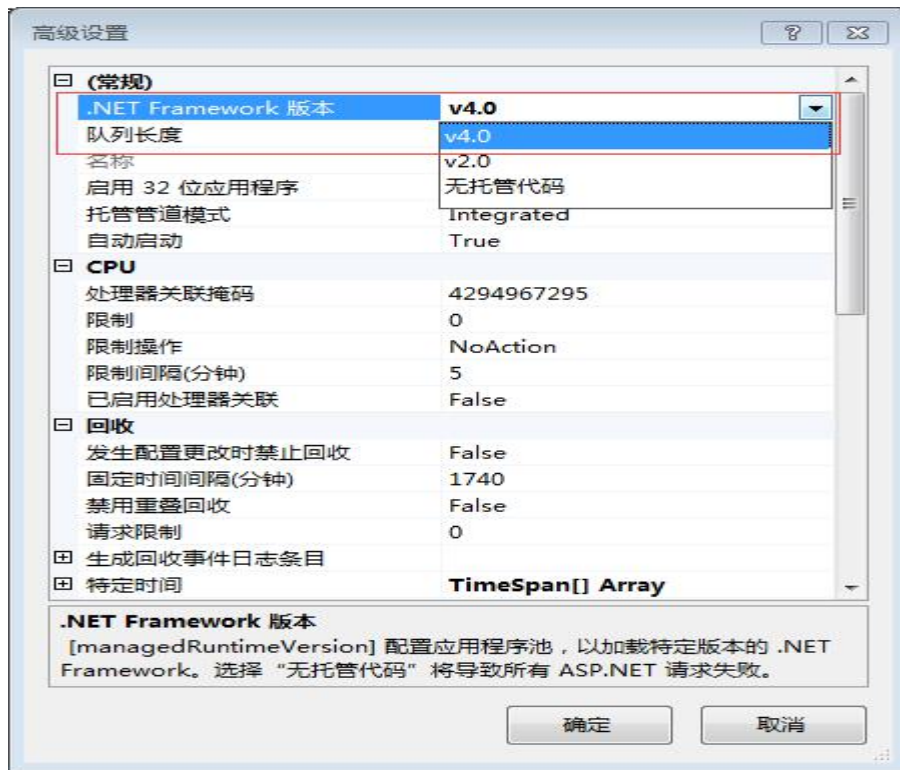 高级设置
(常规)
.NET Framework 版本 v4.0
队列长度 v4.0
名称 v2.0
启用 32 位应用程序 无托管代码
托管管道模式 Integrated
自动启动 True
CPU
处理器关联掩码 4294967295
限制 0
限制操作 NoAction
限制间隔(分钟) 5
已启用处理器关联 False
回收
发生配置更改时禁止回收 False
固定时间间隔(分钟) 1740
禁用重叠回收 False
请求限制 0
生成回收事件日志条目
特定时间 TimeSpan[] Array
.NET Framework 版本
[managedRuntimeVersion] 配置应用程序池，以加载特定版本的 .NET
Framework。选择“无托管代码”将导致所有 ASP.NET 请求失败。
确定 取消